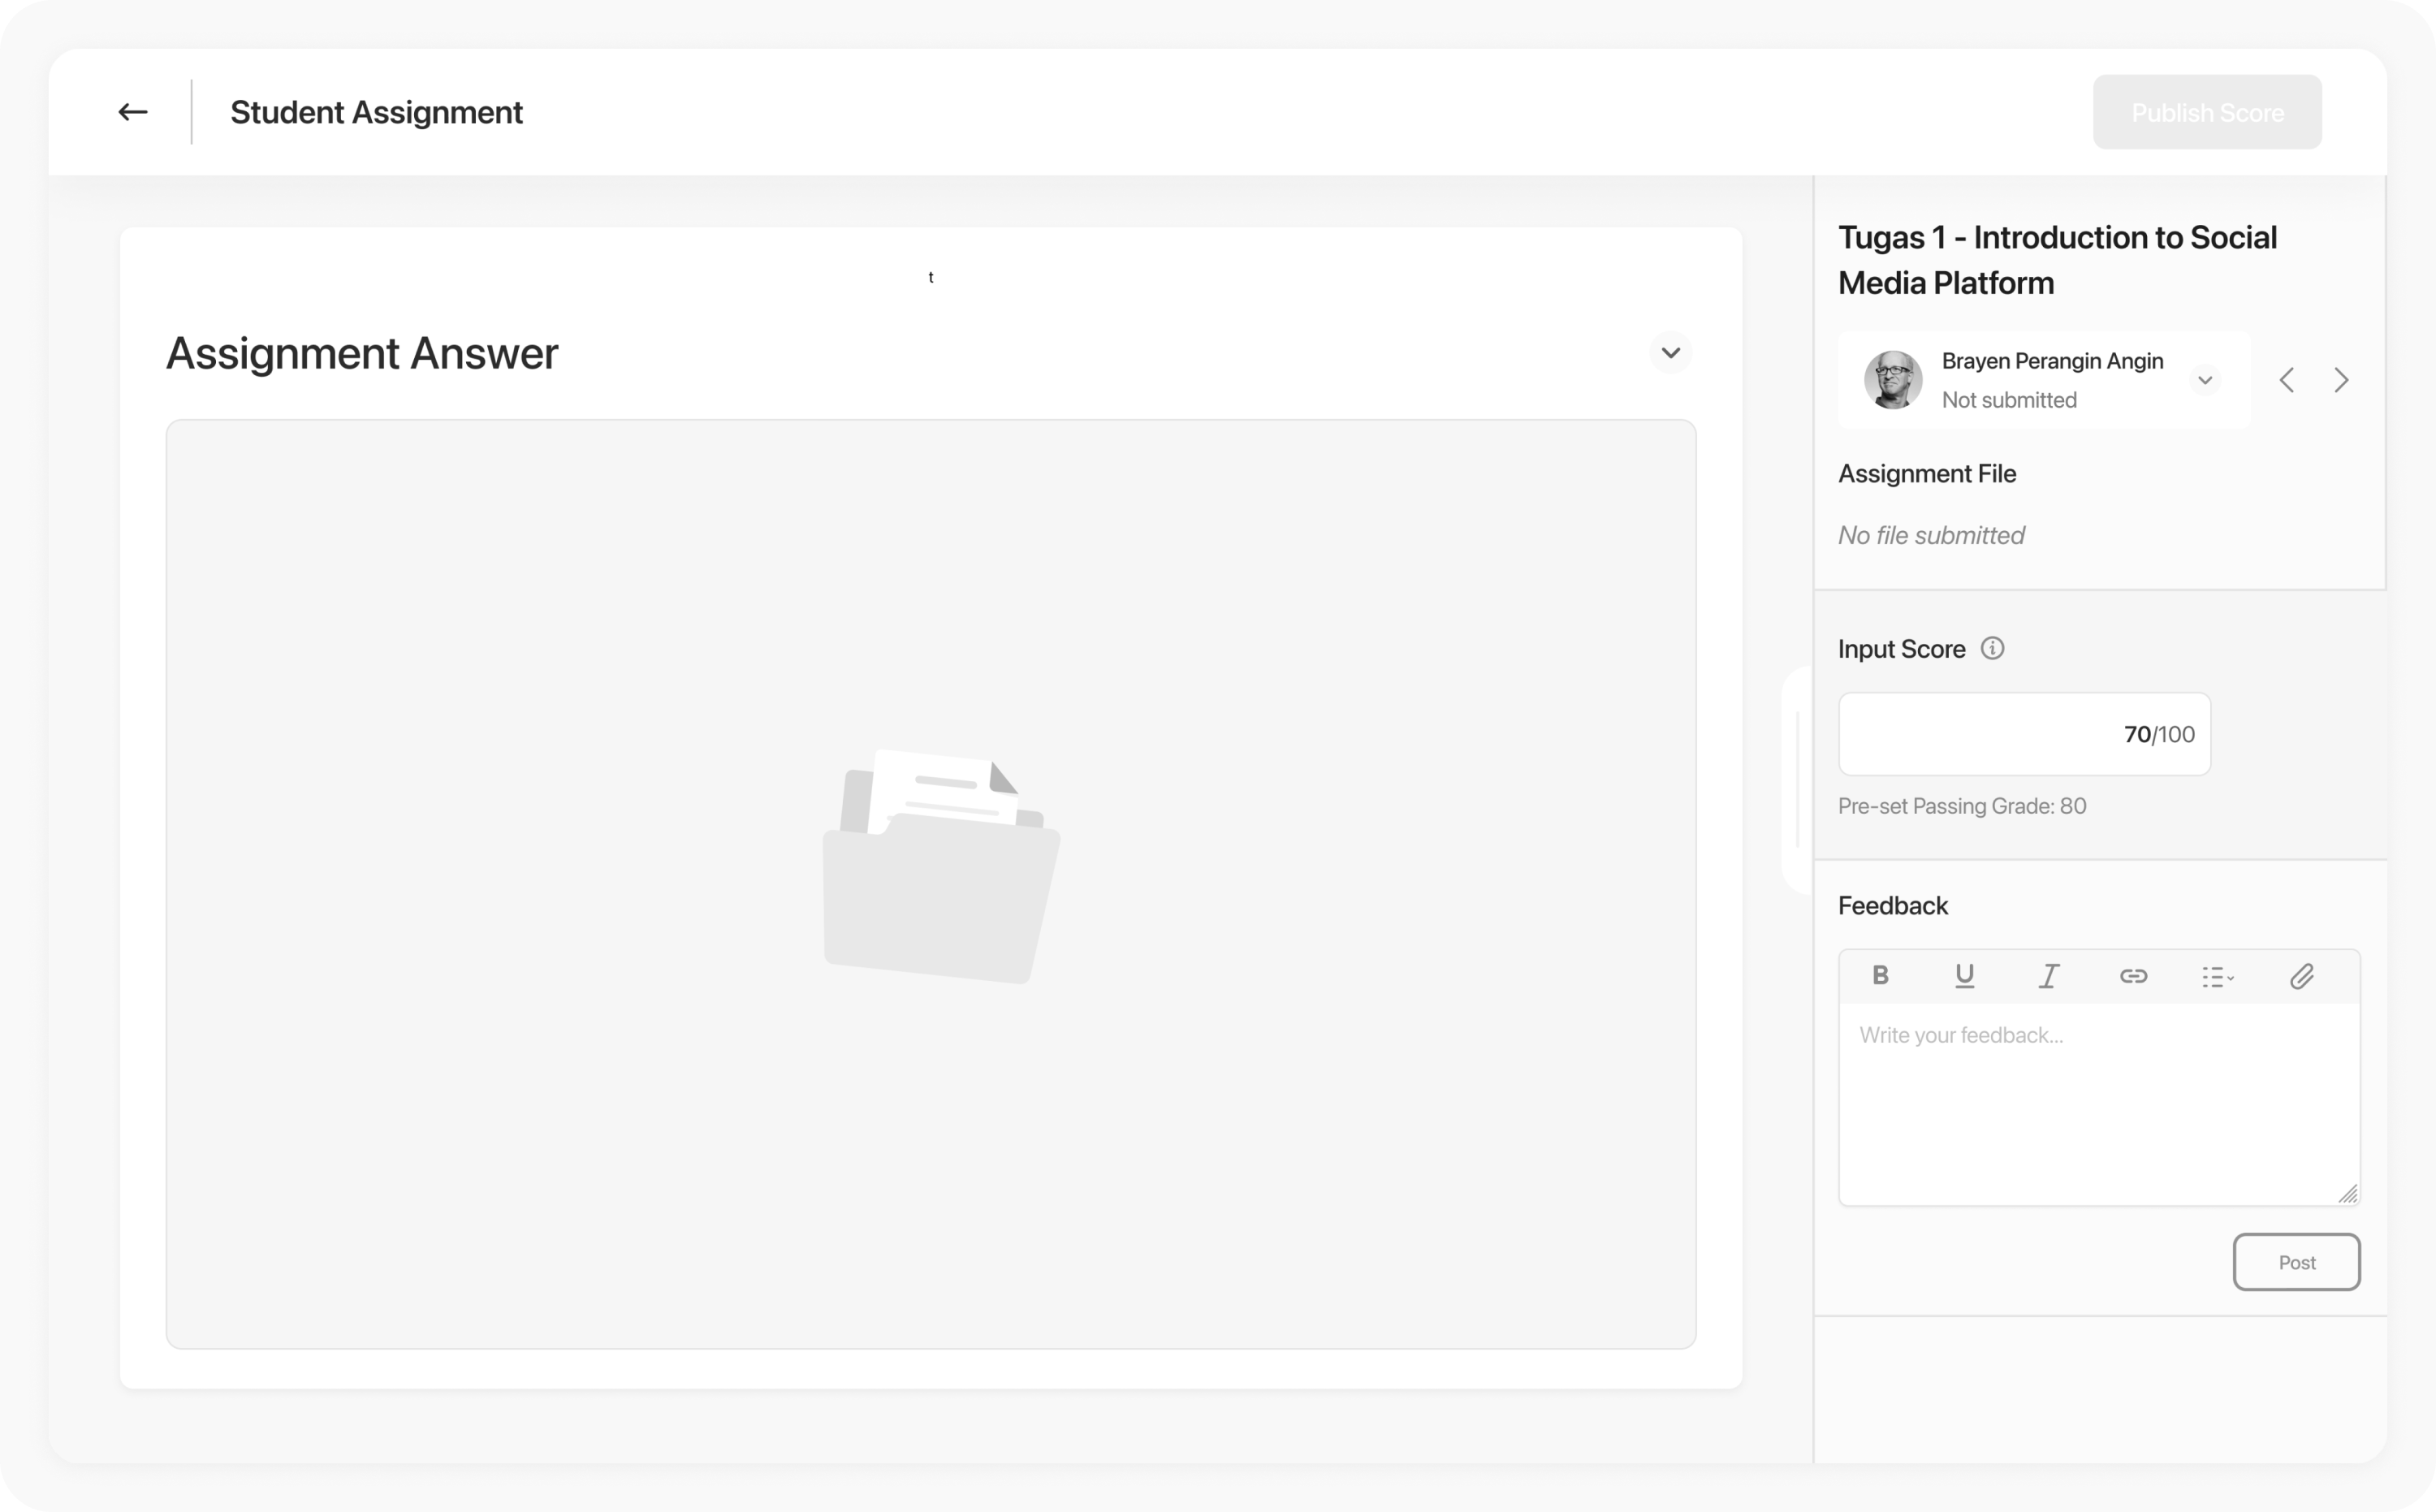 Student Assignment
Publish Score
t
Assignment Answer
Tugas 1 - Introduction to Social
Media Platform
Brayen Perangin Angin
Not submitted
Assignment File
No file submitted
Input Score
70/100
Pre-set Passing Grade: 80
Feedback
B U I
Write your feedback...
Post